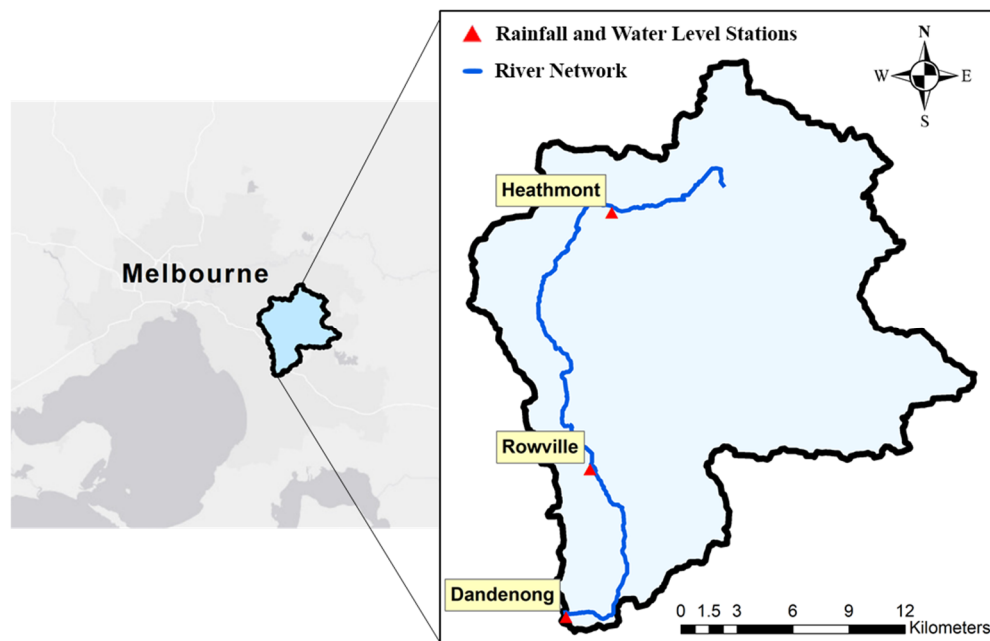 Rainfall and Water Level Stations
River Network
N
W E
S
Heathmont
Melbourne
Rowville
Dandenong
0 1.5 3 6 9 12
Kilometers